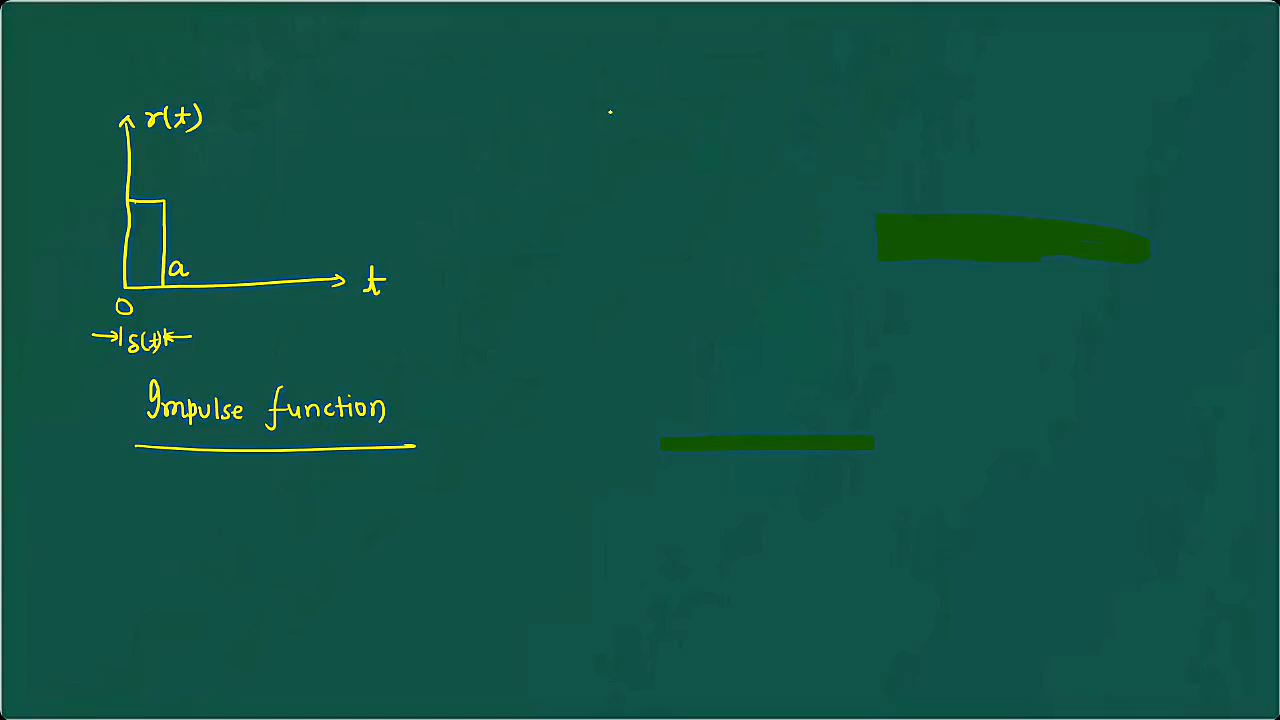 r(t)
a
t
0
δ(t)
Impulse function